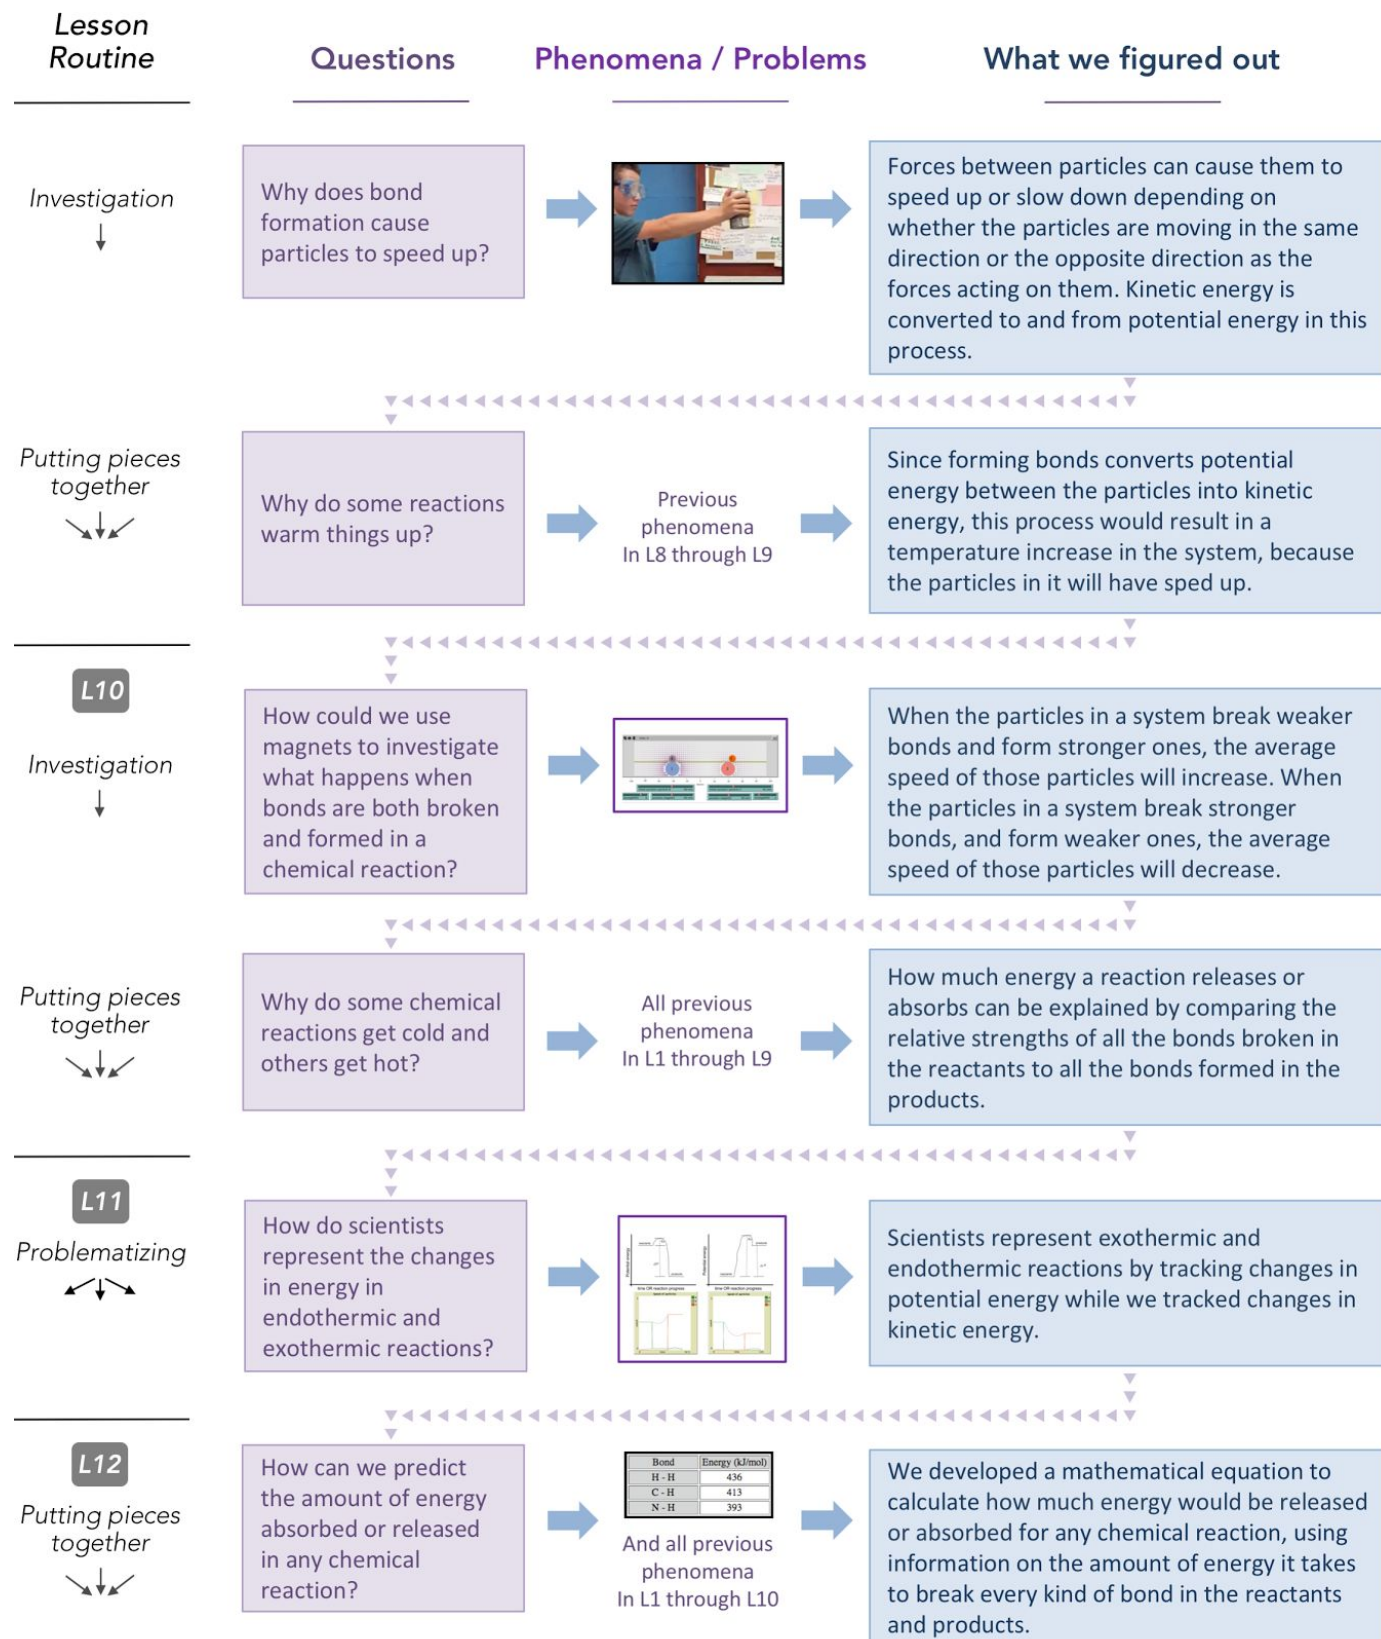 Lesson
Routine
Questions
Phenomena / Problems
What we figured out
Investigation
Why does bond
formation cause
particles to speed up?
Forces between particles can cause them to
speed up or slow down depending on
whether the particles are moving in the same
direction or the opposite direction as the
forces acting on them. Kinetic energy is
converted to and from potential energy in this
process.
Putting pieces
together
Why do some reactions
warm things up?
Previous
phenomena
In L8 through L9
Since forming bonds converts potential
energy between the particles into kinetic
energy, this process would result in a
temperature increase in the system, because
the particles in it will have sped up.
L10
Investigation
How could we use
magnets to investigate
what happens when
bonds are both broken
and formed in a
chemical reaction?
When the particles in a system break weaker
bonds and form stronger ones, the average
speed of those particles will increase. When
the particles in a system break stronger
bonds, and form weaker ones, the average
speed of those particles will decrease.
Putting pieces
together
Why do some chemical
reactions get cold and
others get hot?
All previous
phenomena
In L1 through L9
How much energy a reaction releases or
absorbs can be explained by comparing the
relative strengths of all the bonds broken in
the reactants to all the bonds formed in the
products.
L11
Problematizing
How do scientists
represent the changes
in energy in
endothermic and
exothermic reactions?
Potential energy
Potential energy
time OR reaction progress
time OR reaction progress
Scientists represent exothermic and
endothermic reactions by tracking changes in
potential energy while we tracked changes in
kinetic energy.
L12
Putting pieces
together
How can we predict
the amount of energy
absorbed or released
in any chemical
reaction?
Bond Energy (kJ/mol)
H - H 436
C - H 413
N - H 393
And all previous
phenomena
In L1 through L10
We developed a mathematical equation to
calculate how much energy would be released
or absorbed for any chemical reaction, using
information on the amount of energy it takes
to break every kind of bond in the reactants
and products.